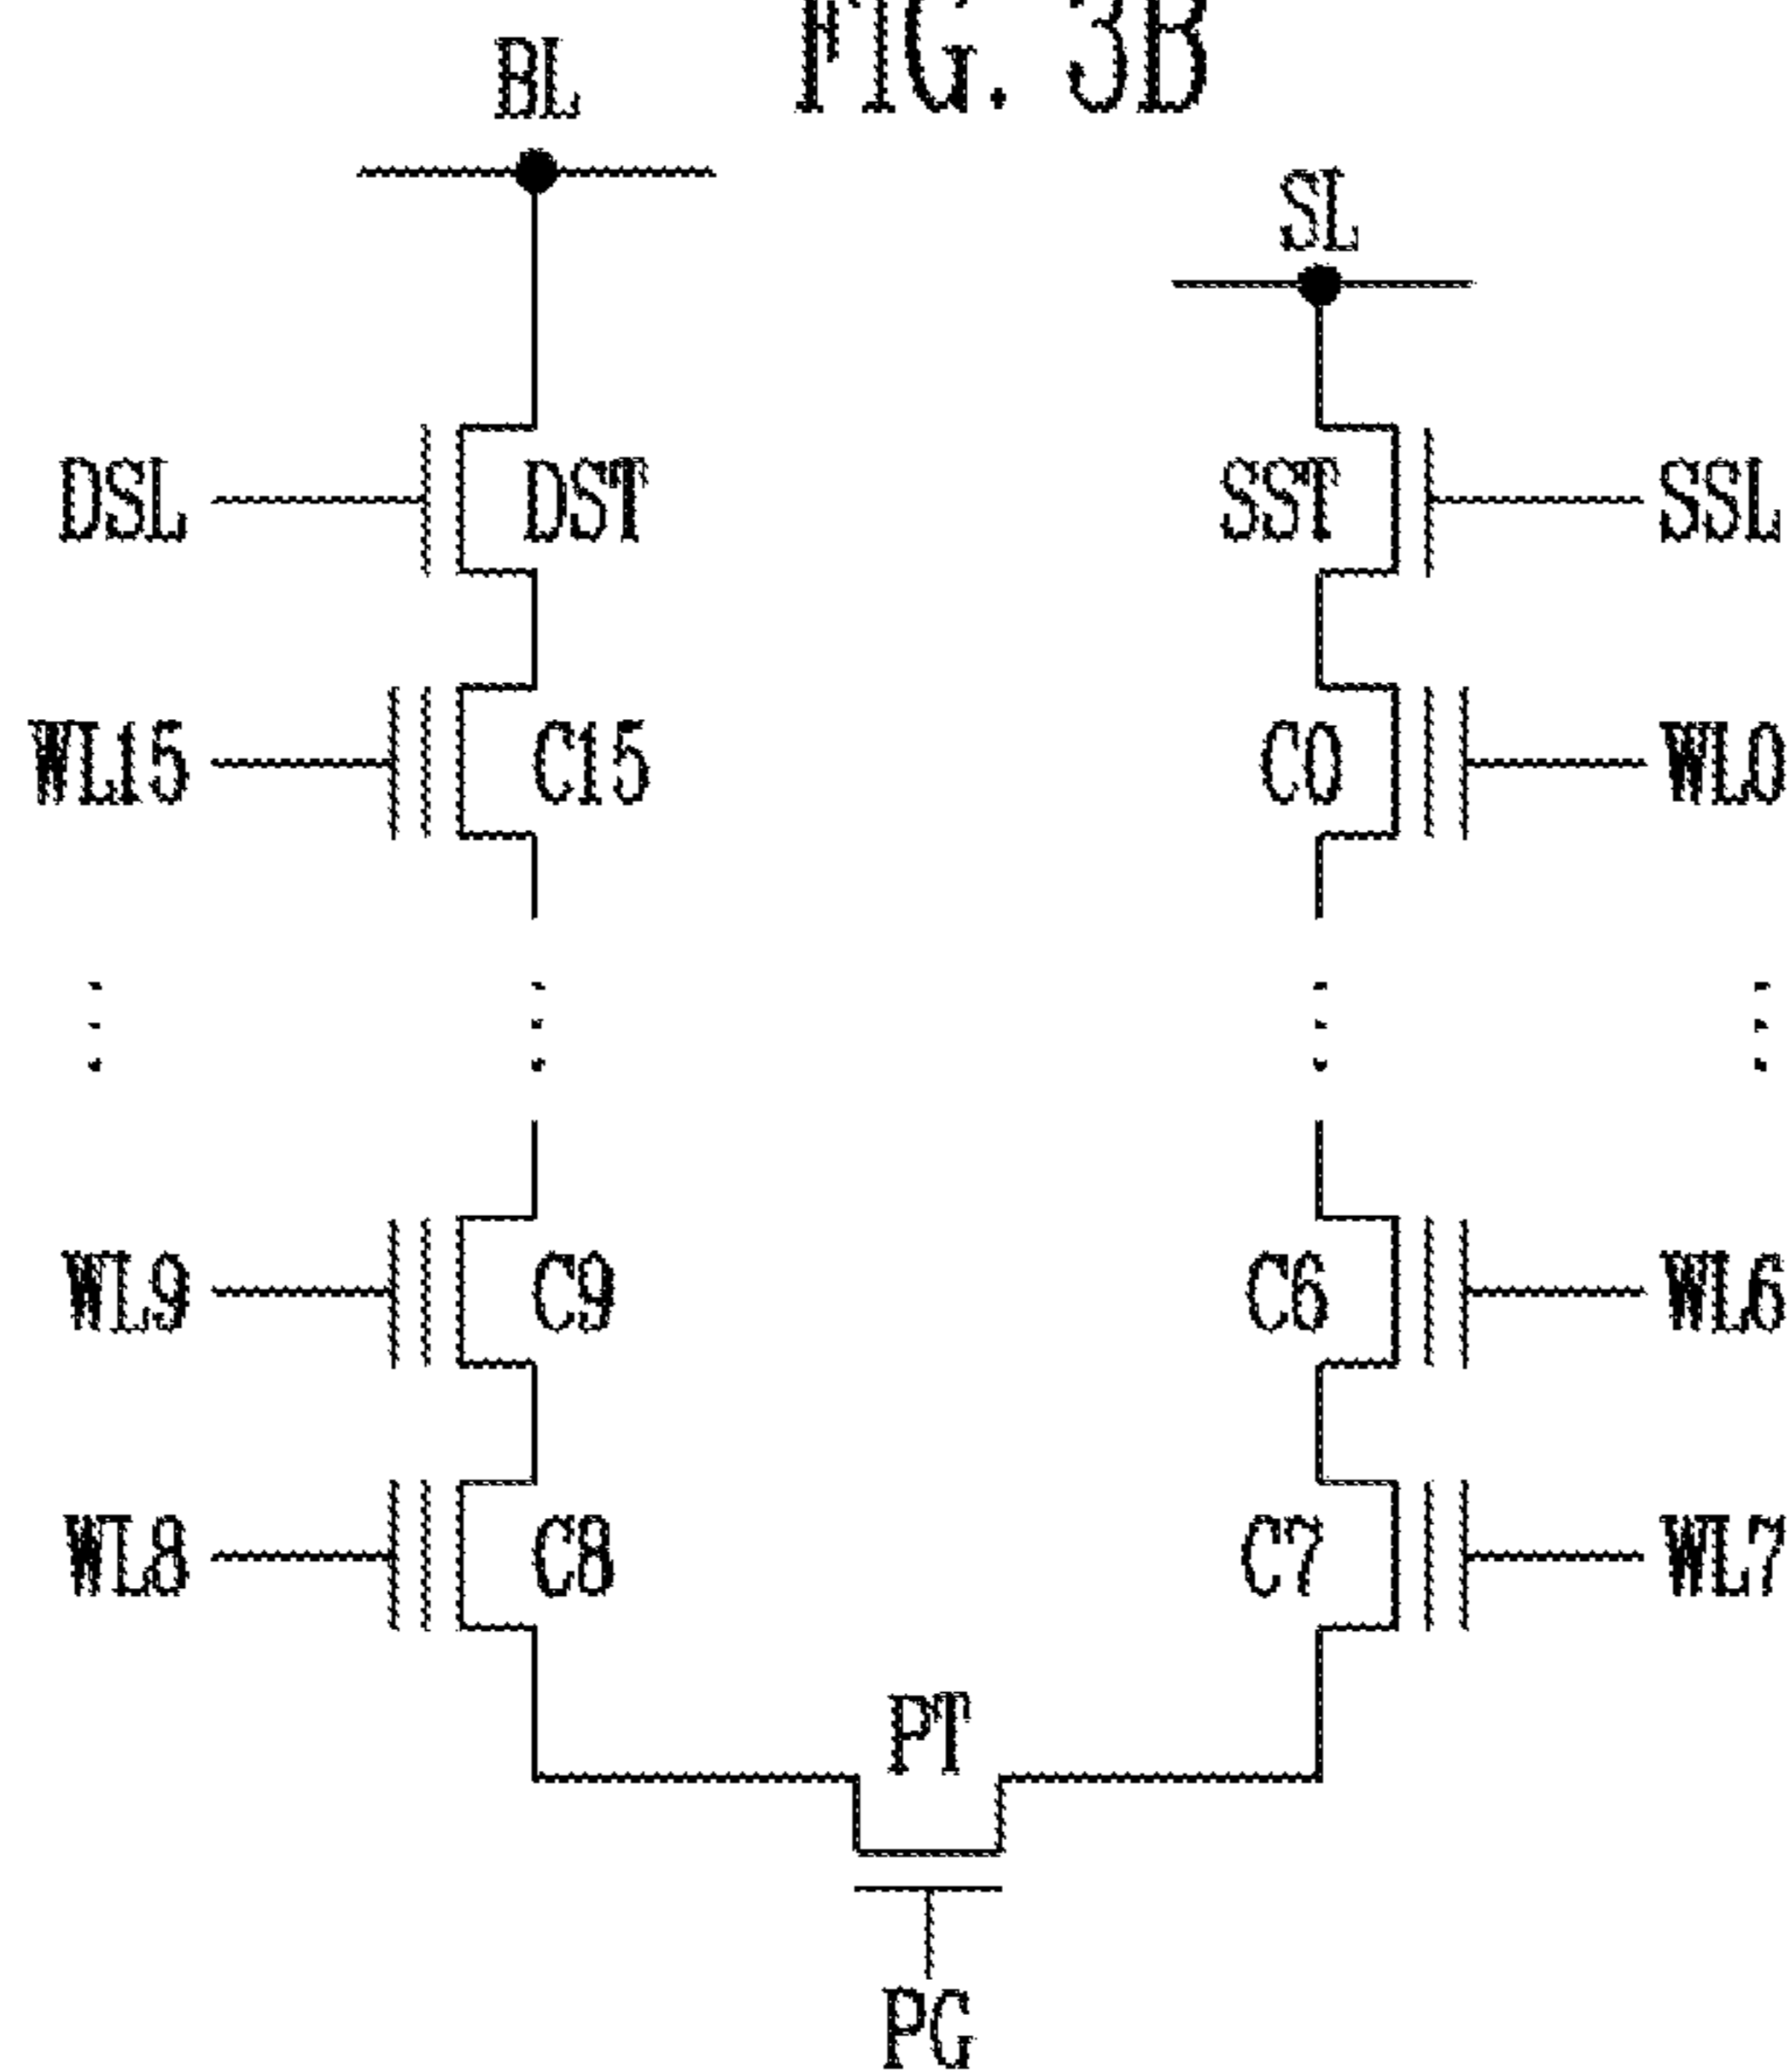 FIG. 3B
BL
SL
DSL DST SST SSL
WL15 C15 C0 WL0
WL9 C9 C6 WL6
WL8 C8 C7 WL7
PT
PG